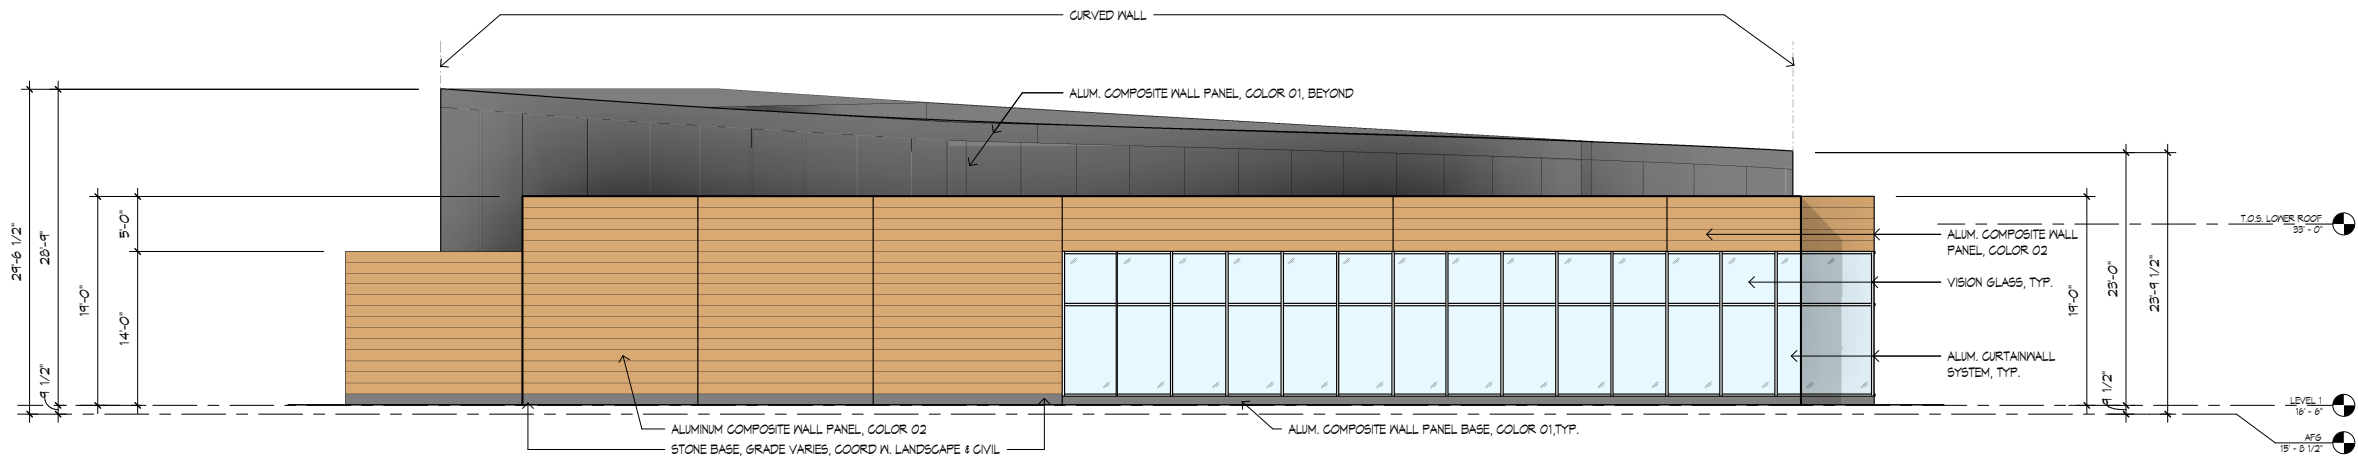 CURVED WALL
ALUM. COMPOSITE WALL PANEL, COLOR 01, BEYOND
29'-6 1/2"
28'-9"
9 1/2"
19'-0"
5'-0"
14'-0"
T.O.S. LOWER ROOF
33' - 0"
ALUM. COMPOSITE WALL
PANEL, COLOR 02
VISION GLASS, TYP.
ALUM. CURTAINWALL
SYSTEM, TYP.
19'-0"
23'-0"
9 1/2"
23'-9 1/2"
LEVEL 1
16' - 6"
AFG
15' - 8 1/2"
ALUMINUM COMPOSITE WALL PANEL, COLOR 02
STONE BASE, GRADE VARIES, COORD W. LANDSCAPE & CIVIL
ALUM. COMPOSITE WALL PANEL BASE, COLOR 01,TYP.